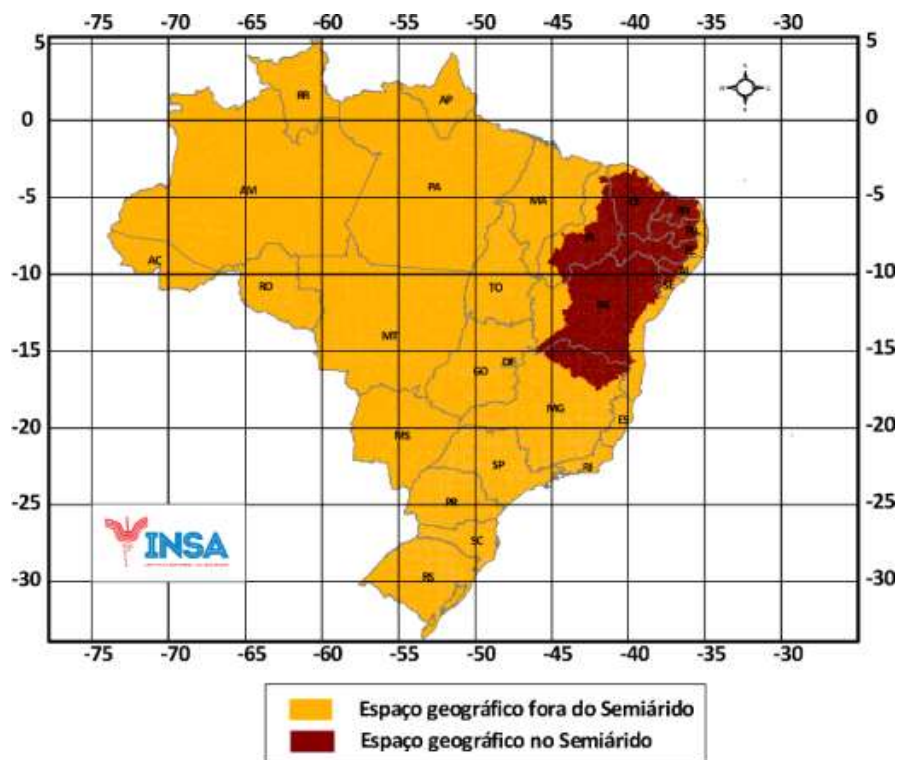 -75 -70 -65 -60 -55 -50 -45 -40 -35 -30
5 5
0 0
-5 -5
-10 -10
-15 -15
-20 -20
-25 -25
-30 -30
RR AP
AM PA MA CE
RN
PI
AC RO TO BA SE
MT
GO DF
MG
MS ES
SP RJ
PR
SC
RS
INSA
-75 -70 -65 -60 -55 -50 -45 -40 -35 -30
Espaço geográfico fora do Semiárido
Espaço geográfico no Semiárido